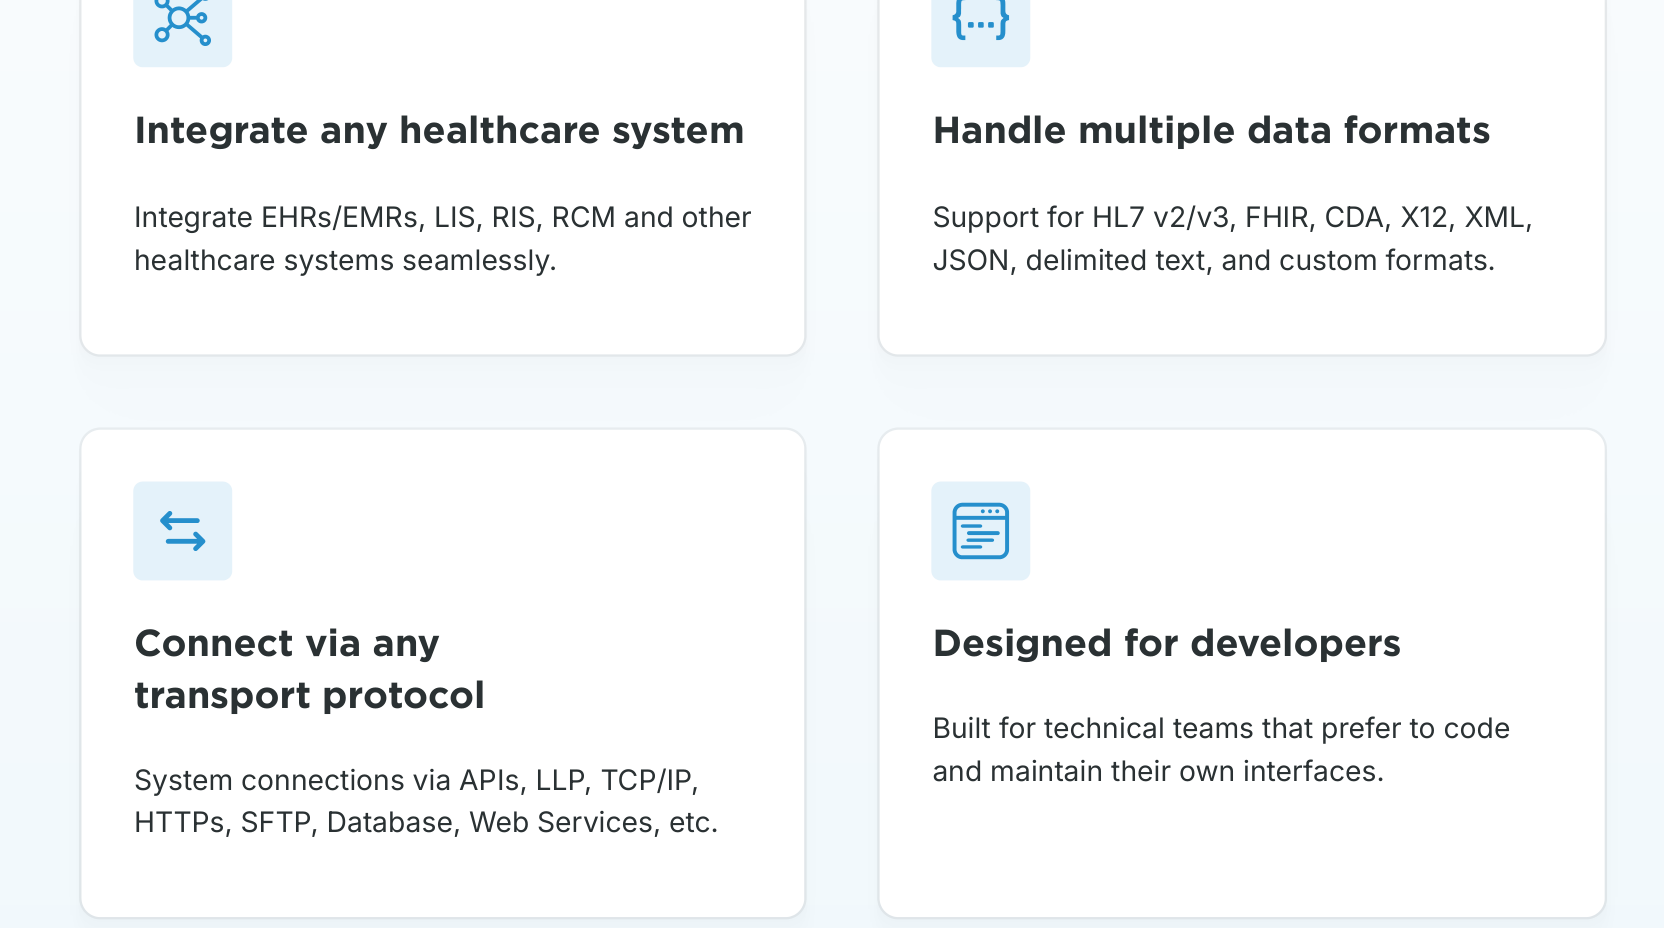 Integrate any healthcare system
Integrate EHRs/EMRs, LIS, RIS, RCM and other
healthcare systems seamlessly.
Handle multiple data formats
Support for HL7 v2/v3, FHIR, CDA, X12, XML,
JSON, delimited text, and custom formats.
Connect via any
transport protocol
System connections via APIs, LLP, TCP/IP,
HTTPs, SFTP, Database, Web Services, etc.
Designed for developers
Built for technical teams that prefer to code
and maintain their own interfaces.